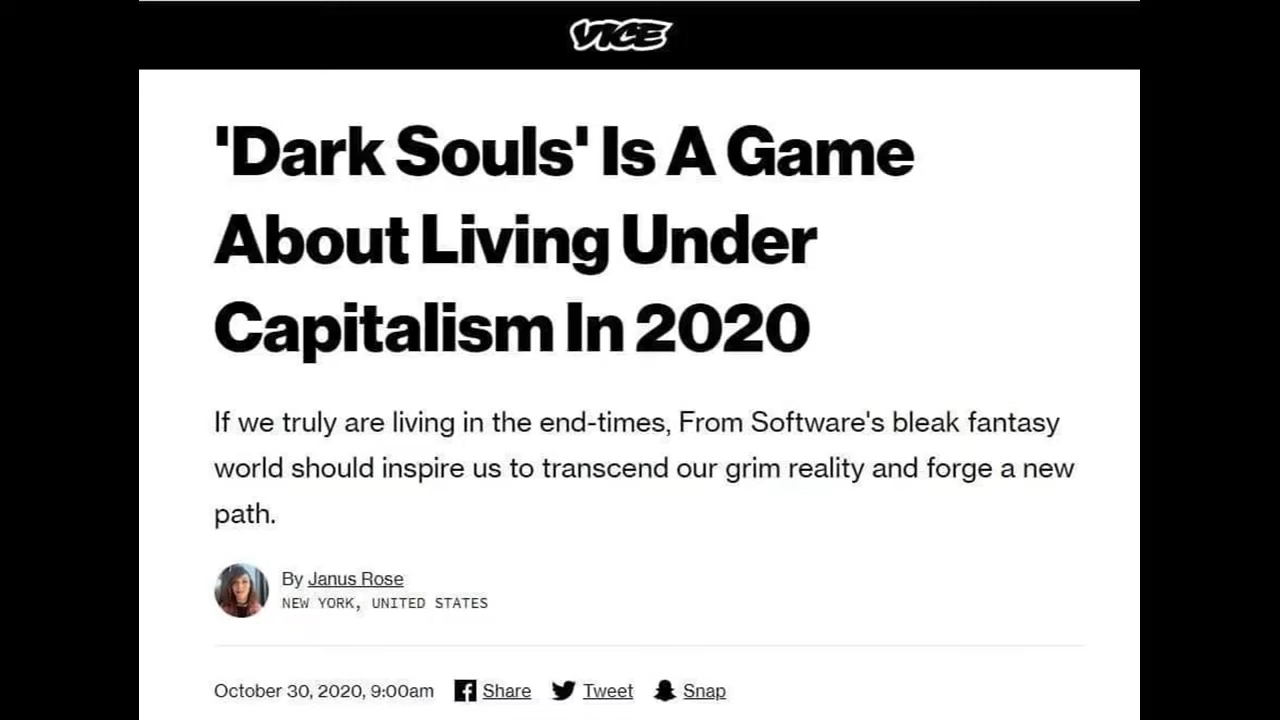 VICE
'Dark Souls' Is A Game
About Living Under
Capitalism In 2020
If we truly are living in the end-times, From Software's bleak fantasy
world should inspire us to transcend our grim reality and forge a new
path.
By Janus Rose
NEW YORK, UNITED STATES
October 30, 2020, 9:00am Share Tweet Snap